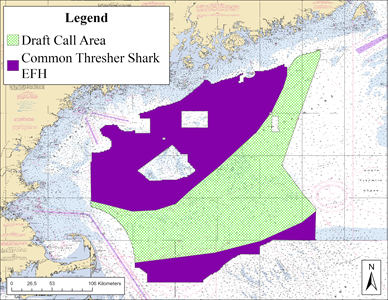 Legend
Draft Call Area
Common Thresher Shark
EFH
N
0 26.5 53 106 Kilometers